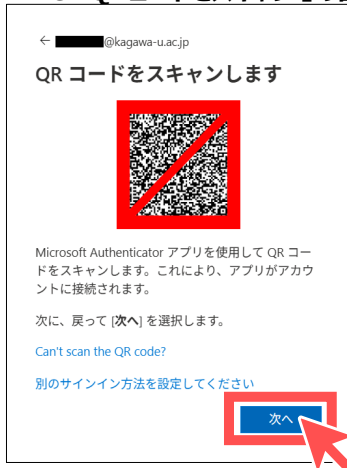 ← @kagawa-u.ac.jp
QR コードをスキャンします
Microsoft Authenticator アプリを使用して QR コー
ドをスキャンします。これにより、アプリがアカウ
ントに接続されます。
次に、戻って [次へ] を選択します。
Can't scan the QR code?
別のサインイン方法を設定してください
次へ